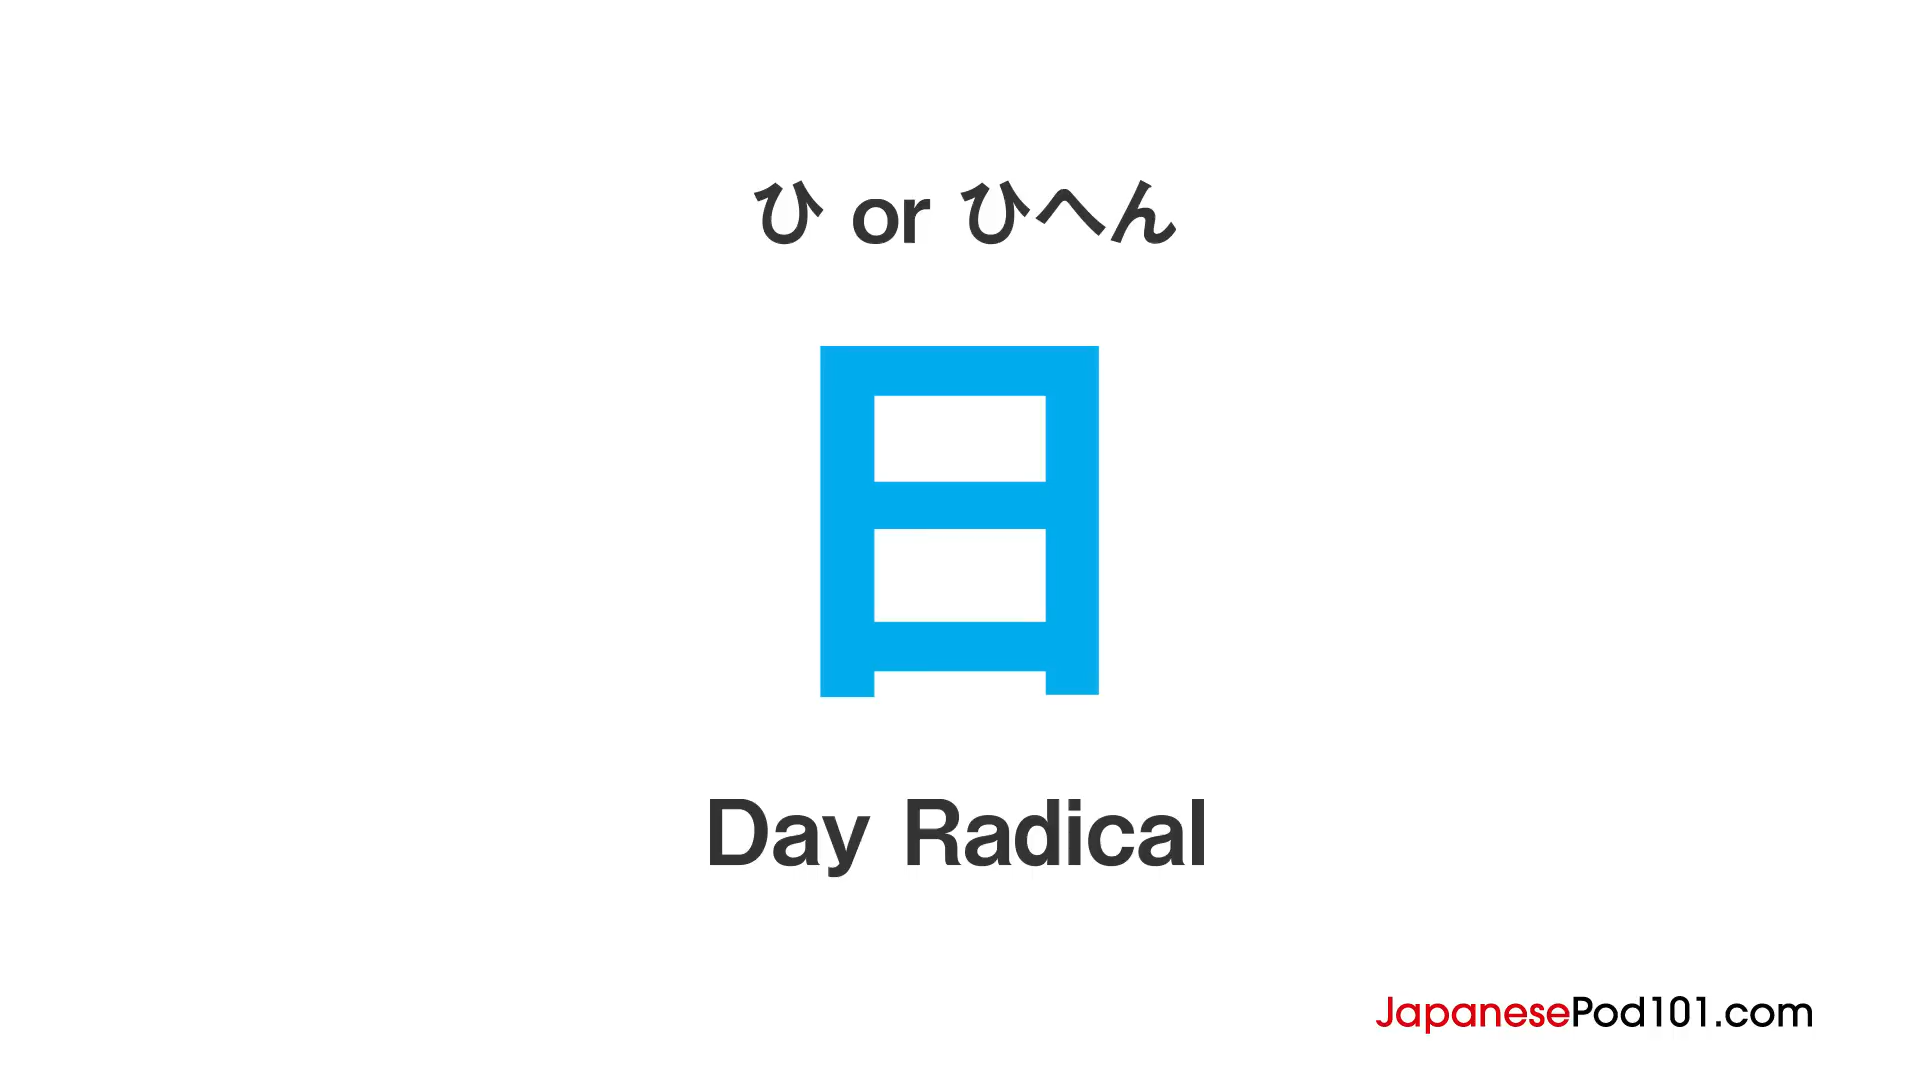 ひ or ひへん
日
Day Radical
JapanesePod101.com